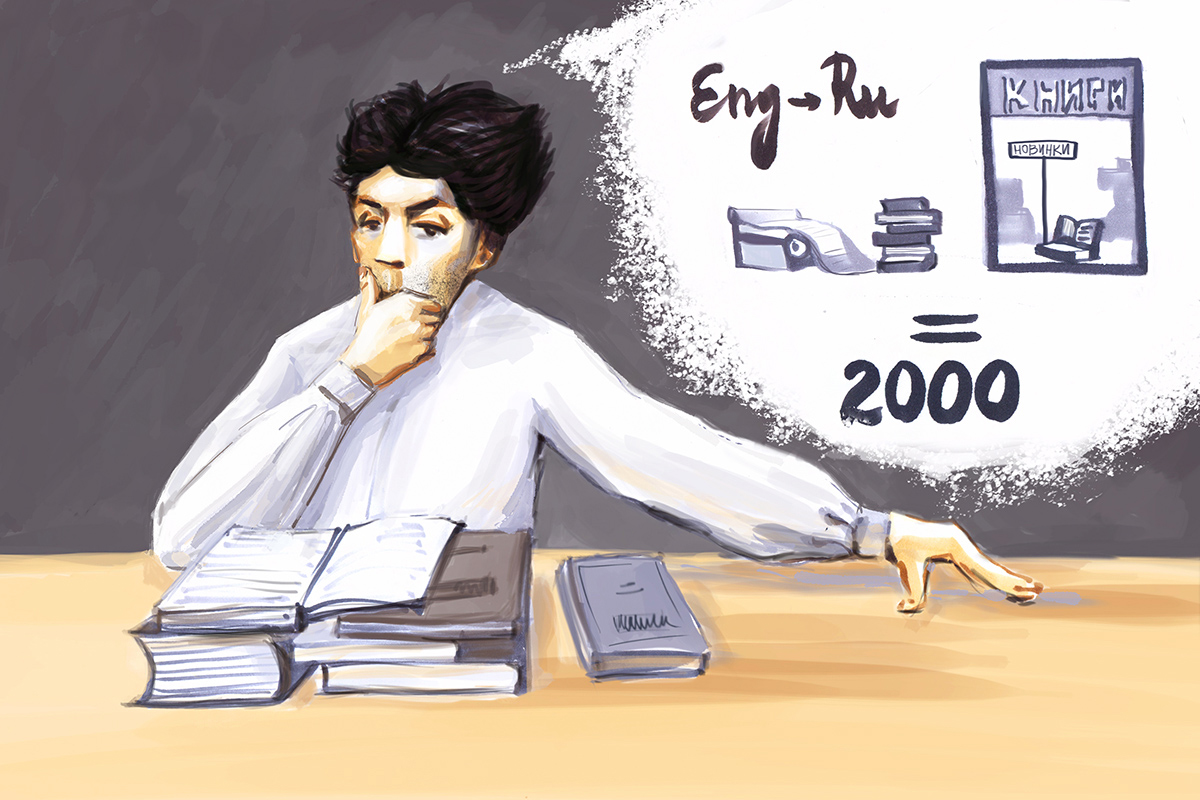 Eng → Ru
КНИГИ
НОВИНКИ
=
2000